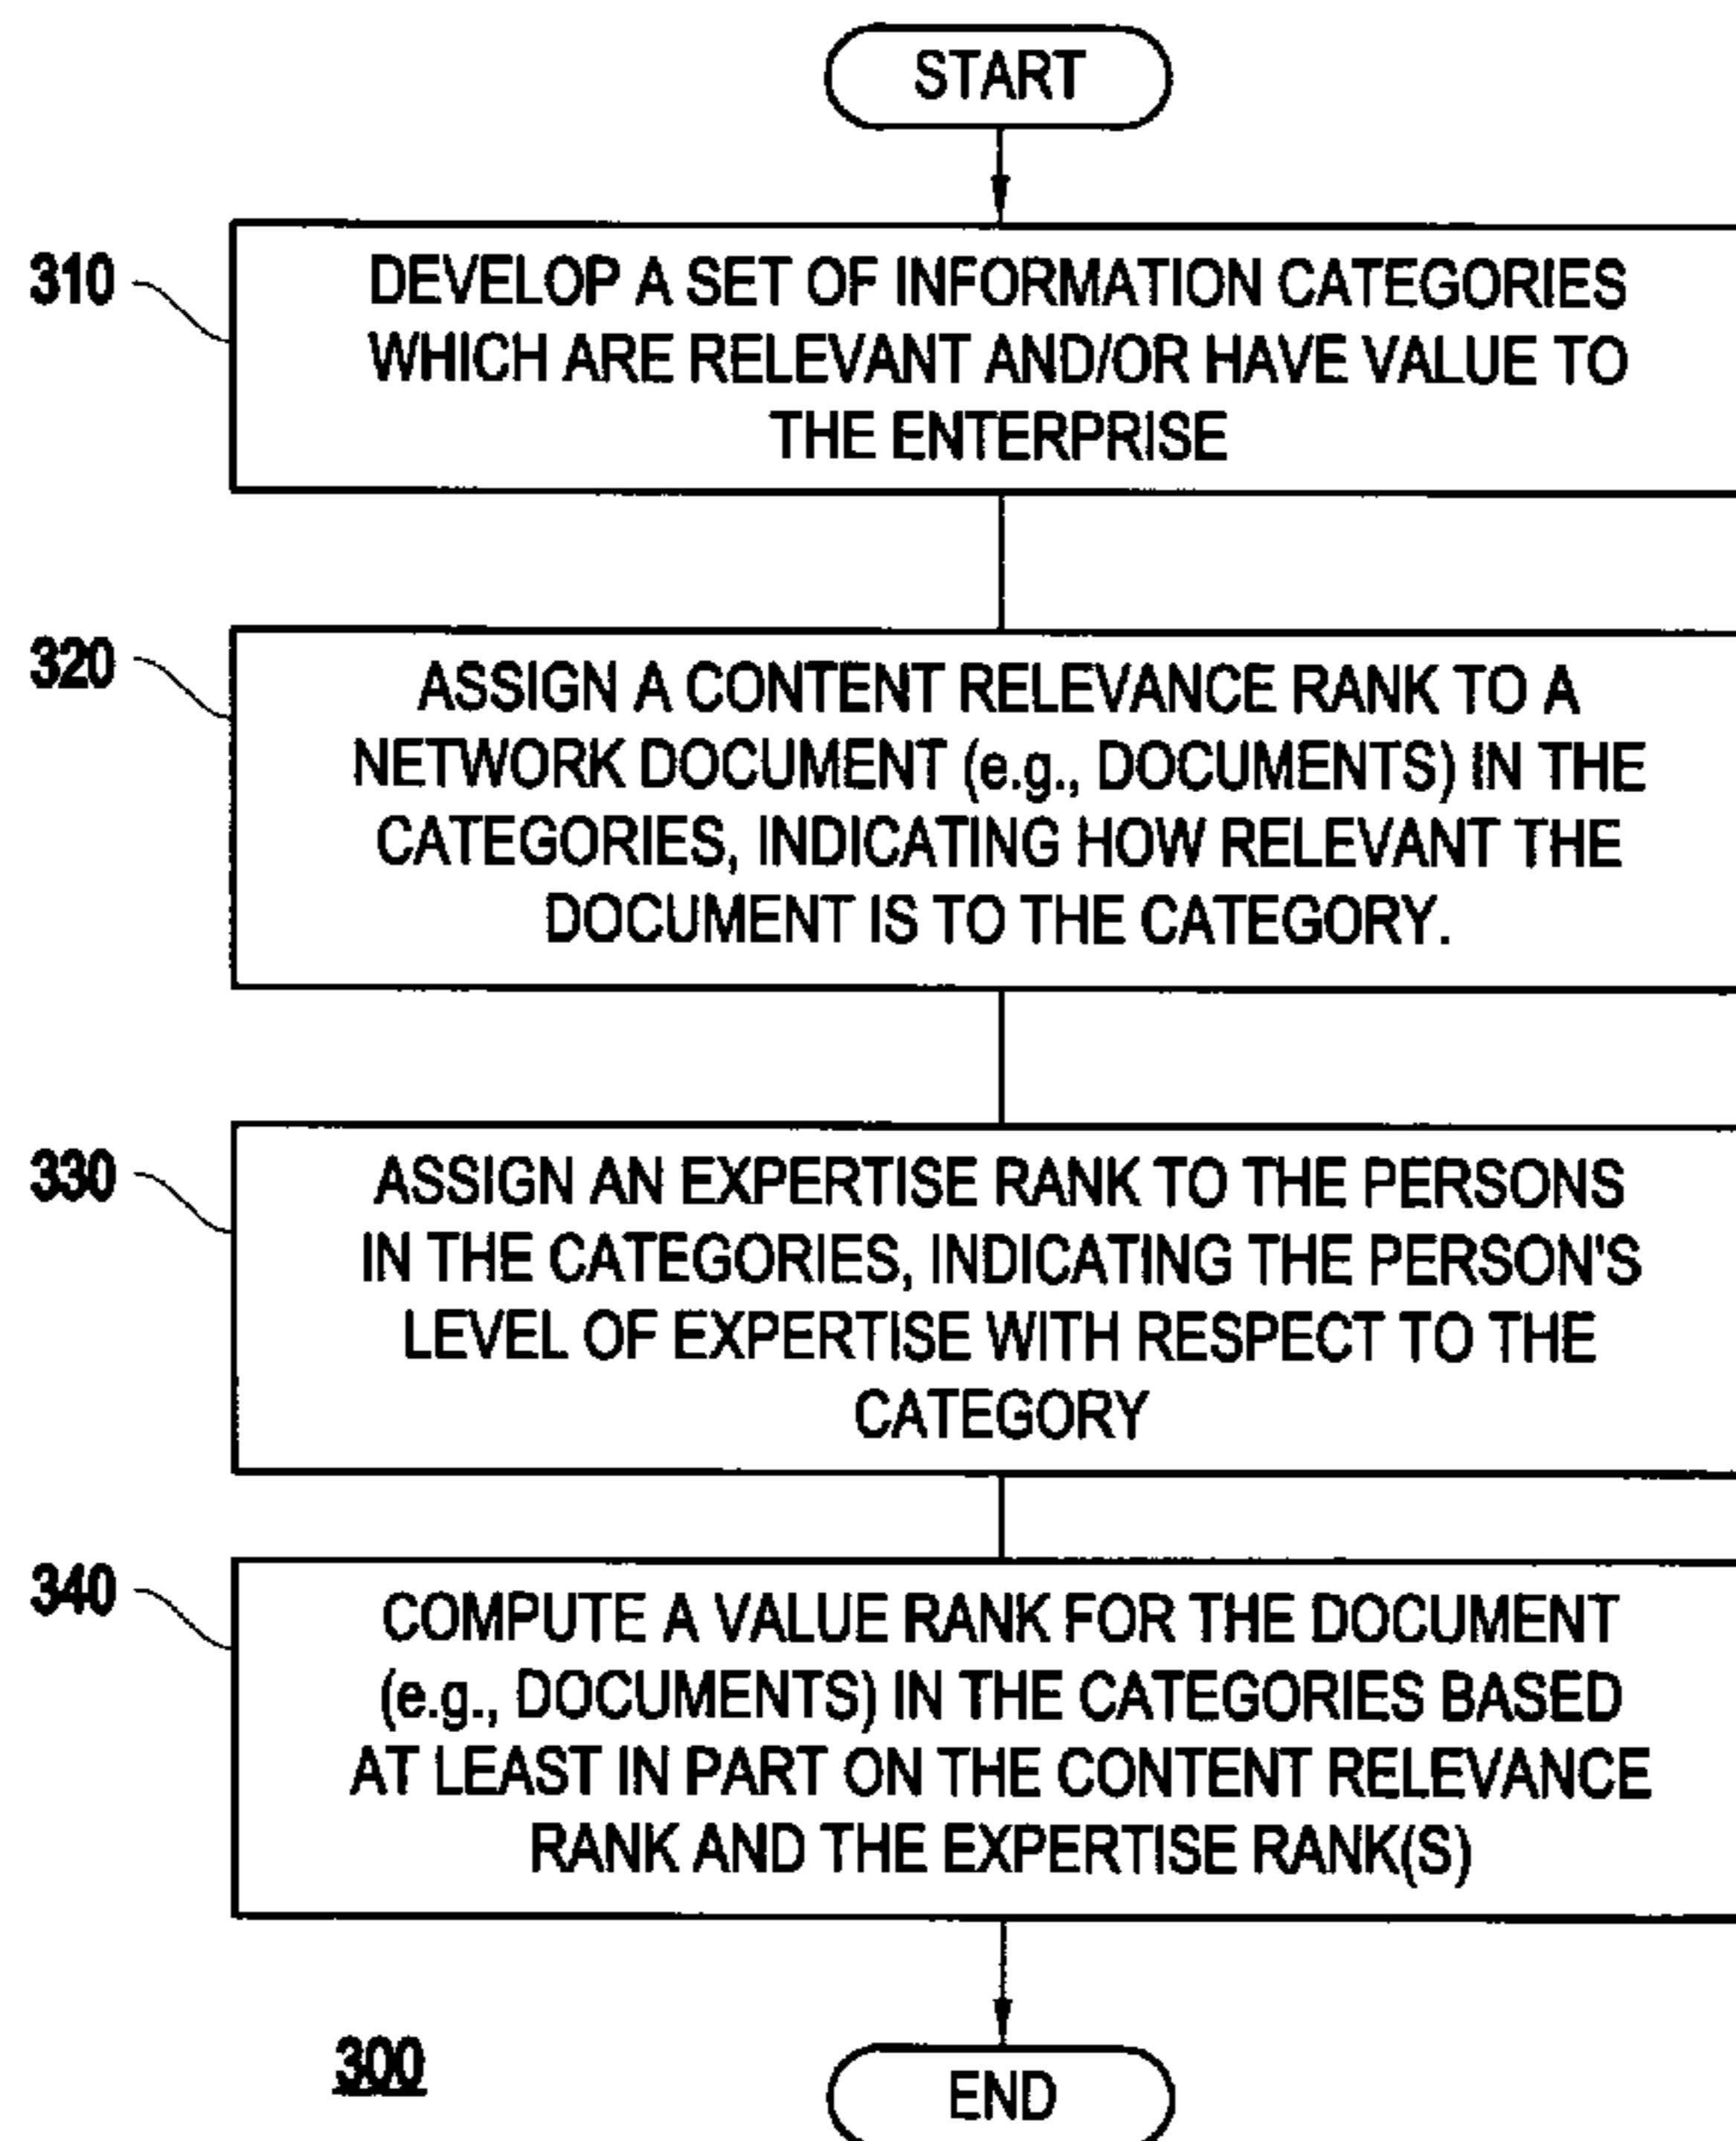 START
310
DEVELOP A SET OF INFORMATION CATEGORIES
WHICH ARE RELEVANT AND/OR HAVE VALUE TO
THE ENTERPRISE
320
ASSIGN A CONTENT RELEVANCE RANK TO A
NETWORK DOCUMENT (e.g., DOCUMENTS) IN THE
CATEGORIES, INDICATING HOW RELEVANT THE
DOCUMENT IS TO THE CATEGORY.
330
ASSIGN AN EXPERTISE RANK TO THE PERSONS
IN THE CATEGORIES, INDICATING THE PERSON'S
LEVEL OF EXPERTISE WITH RESPECT TO THE
CATEGORY
340
COMPUTE A VALUE RANK FOR THE DOCUMENT
(e.g., DOCUMENTS) IN THE CATEGORIES BASED
AT LEAST IN PART ON THE CONTENT RELEVANCE
RANK AND THE EXPERTISE RANK(S)
300
END